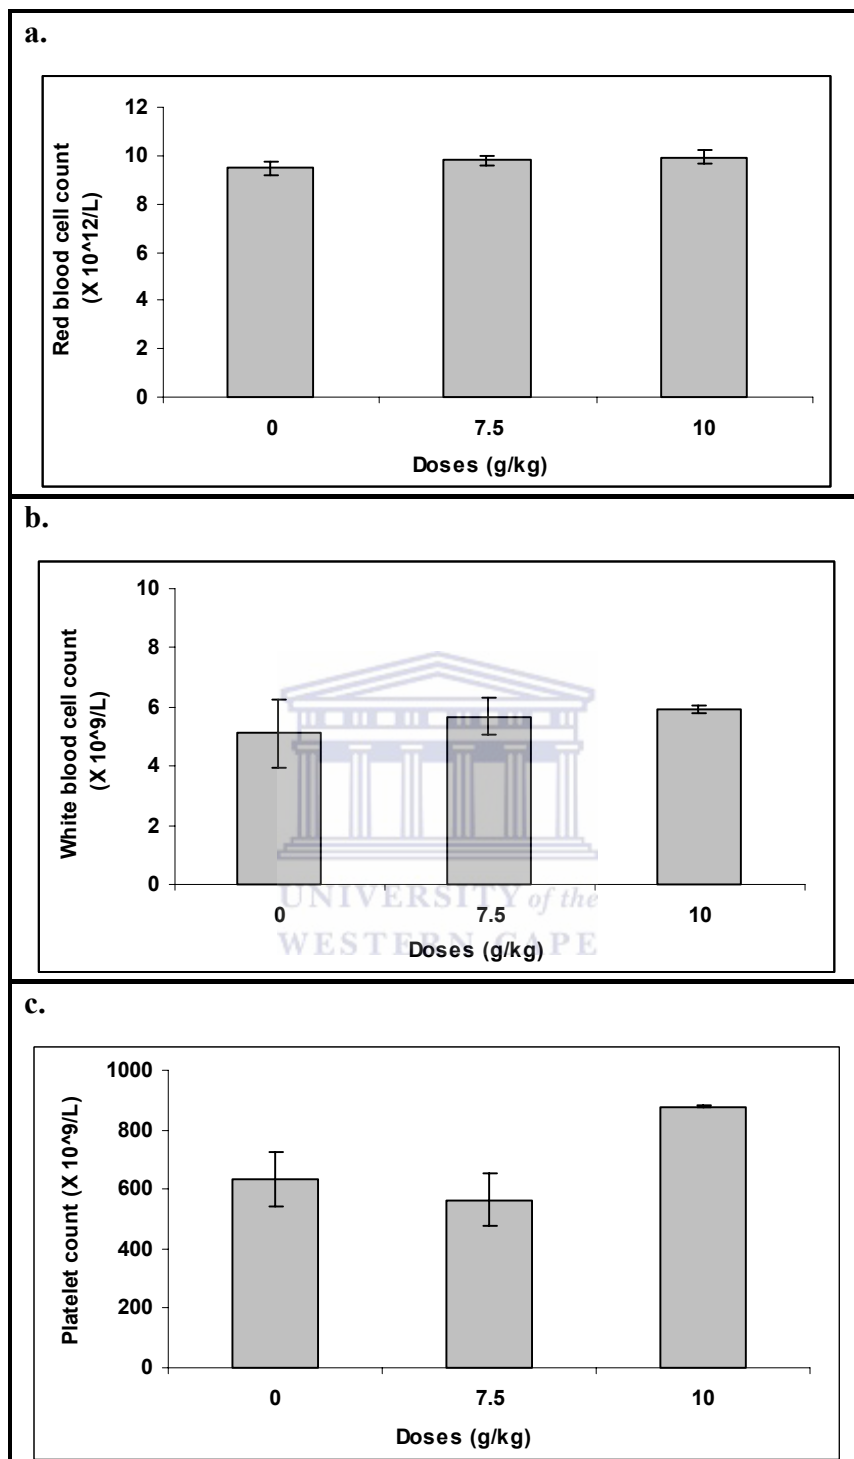 a.
12
10
8
6
4
2
0
Red blood cell count
(X 10^12/L)
0 7.5 10
Doses (g/kg)
b.
10
8
6
4
2
0
White blood cell count
(X 10^9/L)
UNIVERSITY of the
0 7.5 10
WESTERN CAPE
Doses (g/kg)
c.
1000
800
600
400
200
0
Platelet count (X 10^9/L)
0 7.5 10
Doses (g/kg)